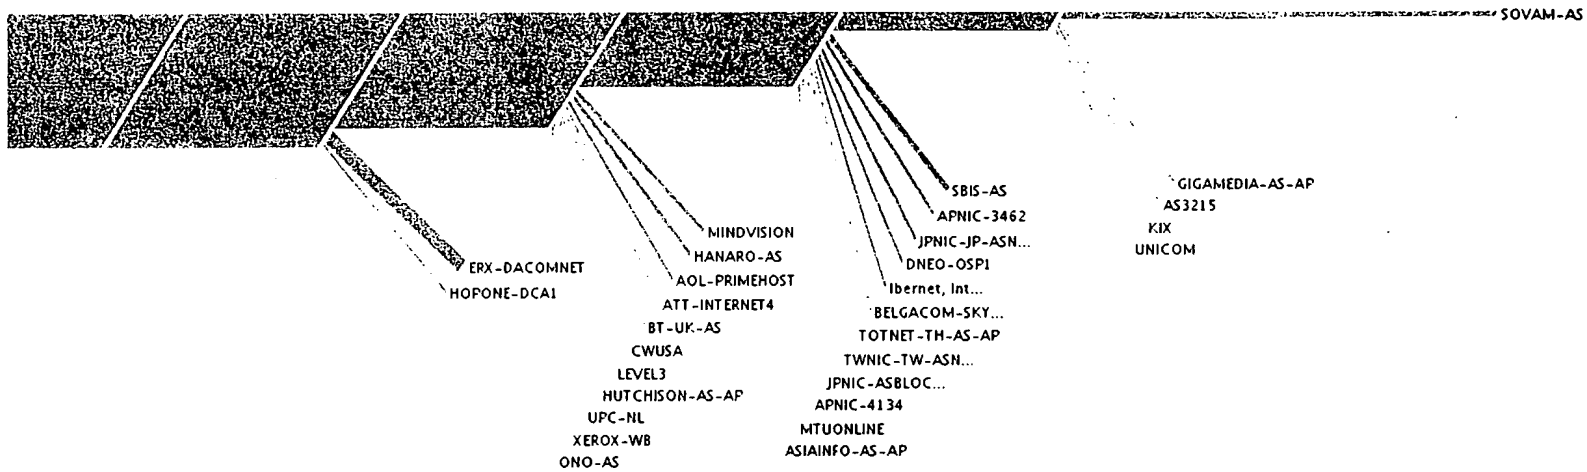 SOVAM-AS
ERX-DACOMNET
HOPONE-DCA1
MINDVISION
HANARO-AS
AOL-PRIMEHOST
ATT-INTERNET4
BT-UK-AS
CWUSA
LEVEL3
HUTCHISON-AS-AP
UPC-NL
XEROX-WB
ONO-AS
SBIS-AS
APNIC-3462
JPNIC-JP-ASN...
DNEO-OSP1
Ibernet, Int...
BELGACOM-SKY...
TOTNET-TH-AS-AP
TWNIC-TW-ASN...
JPNIC-ASBLOC...
APNIC-4134
MTUONLINE
ASIAINFO-AS-AP
GIGAMEDIA-AS-AP
AS3215
KIX
UNICOM